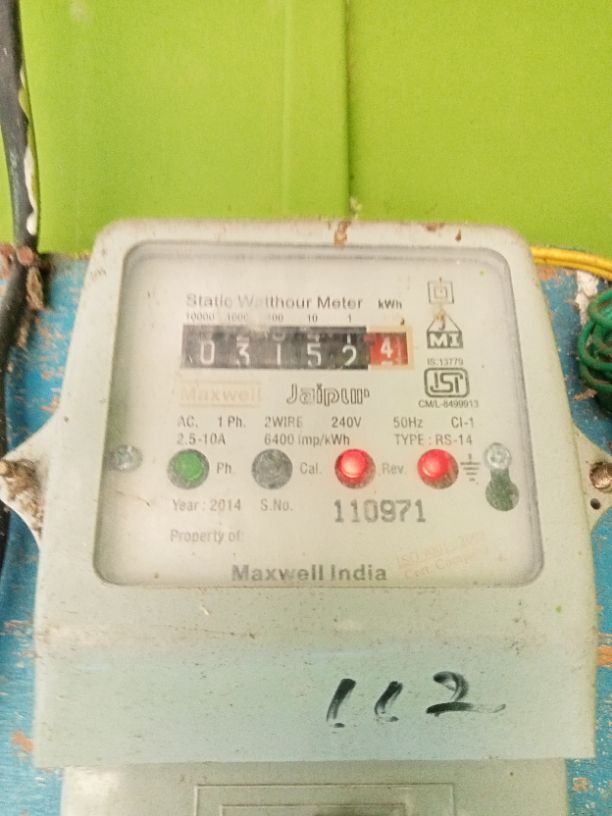 Static Watthour Meter kWh
10000 1000 100 10 1
0 3 1 5 2 4
MI
IS:13779
ISI
CM/L-8499913
Maxwell Jaipur
AC. 1 Ph. 2WIRE 240V 50Hz Cl-1
2.5-10A 6400 imp/kWh TYPE : RS-14
Ph. Cal. Rev.
Year : 2014 S.No. 110971
Property of:
Maxwell India
112